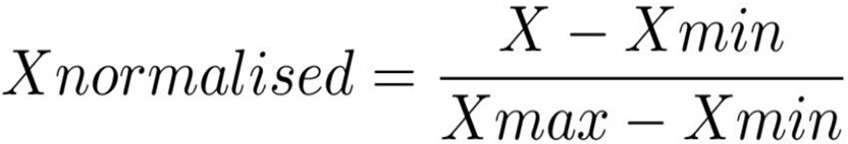 X − Xmin
Xnormalised =
Xmax − Xmin